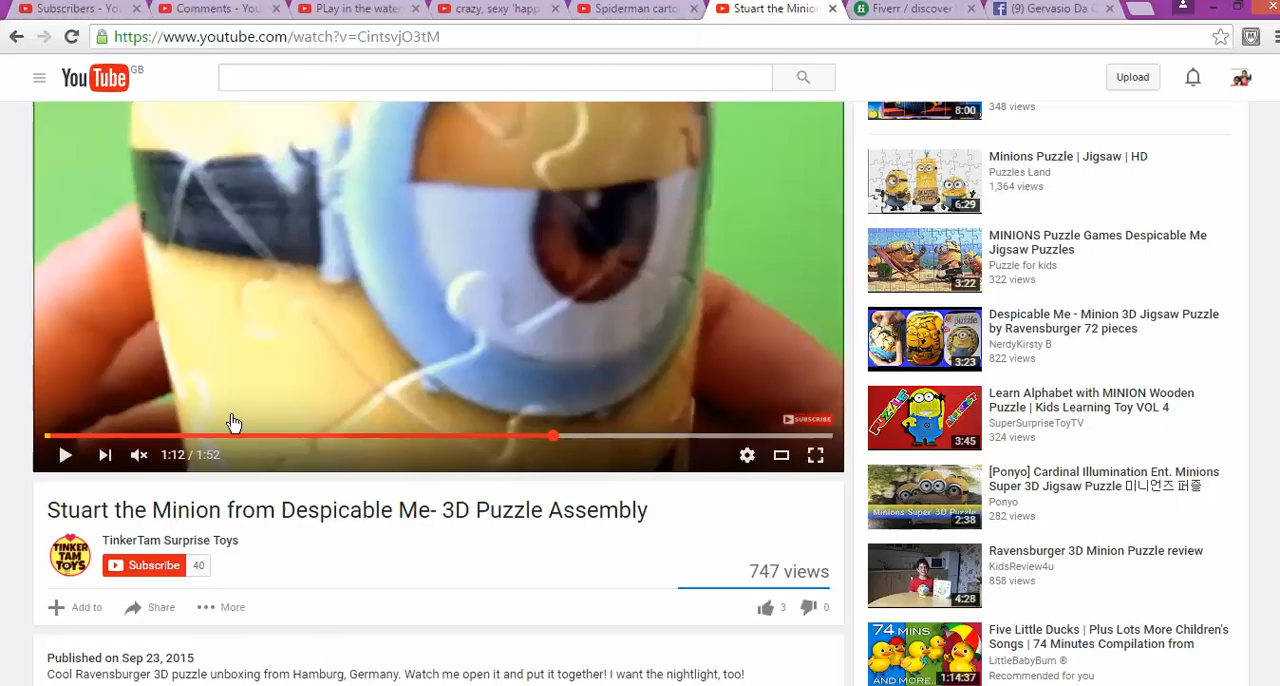 Subscribers - You
Comments - You
PLay in the water
crazy, sexy 'happ
Spiderman carto
Stuart the Minion
Fiverr / discover
(9) Gervasio Da C
https://www.youtube.com/watch?v=CintsvjO3tM
YouTube GB
Upload
SUBSCRIBE
1:12 / 1:52
Stuart the Minion from Despicable Me- 3D Puzzle Assembly
TINKER TAM TOYS
TinkerTam Surprise Toys
Subscribe 40
747 views
Add to
Share
More
3
0
Published on Sep 23, 2015
Cool Ravensburger 3D puzzle unboxing from Hamburg, Germany. Watch me open it and put it together! I want the nightlight, too!
8:00
348 views
6:29
Minions Puzzle | Jigsaw | HD
Puzzles Land
1,364 views
3:22
MINIONS Puzzle Games Despicable Me
Jigsaw Puzzles
Puzzle for kids
322 views
3:23
Despicable Me - Minion 3D Jigsaw Puzzle
by Ravensburger 72 pieces
NerdyKirsty B
822 views
PUZZLE
ALPHABET
3:45
Learn Alphabet with MINION Wooden
Puzzle | Kids Learning Toy VOL 4
SuperSurpriseToyTV
324 views
Minions Super 3D Puzzle
2:38
[Ponyo] Cardinal Illumination Ent. Minions
Super 3D Jigsaw Puzzle 미니언즈 퍼즐
Ponyo
282 views
4:28
Ravensburger 3D Minion Puzzle review
KidsReview4u
858 views
74 MINS
AND MORE...
1:14:37
Five Little Ducks | Plus Lots More Children's
Songs | 74 Minutes Compilation from
LittleBabyBum ®
Recommended for you